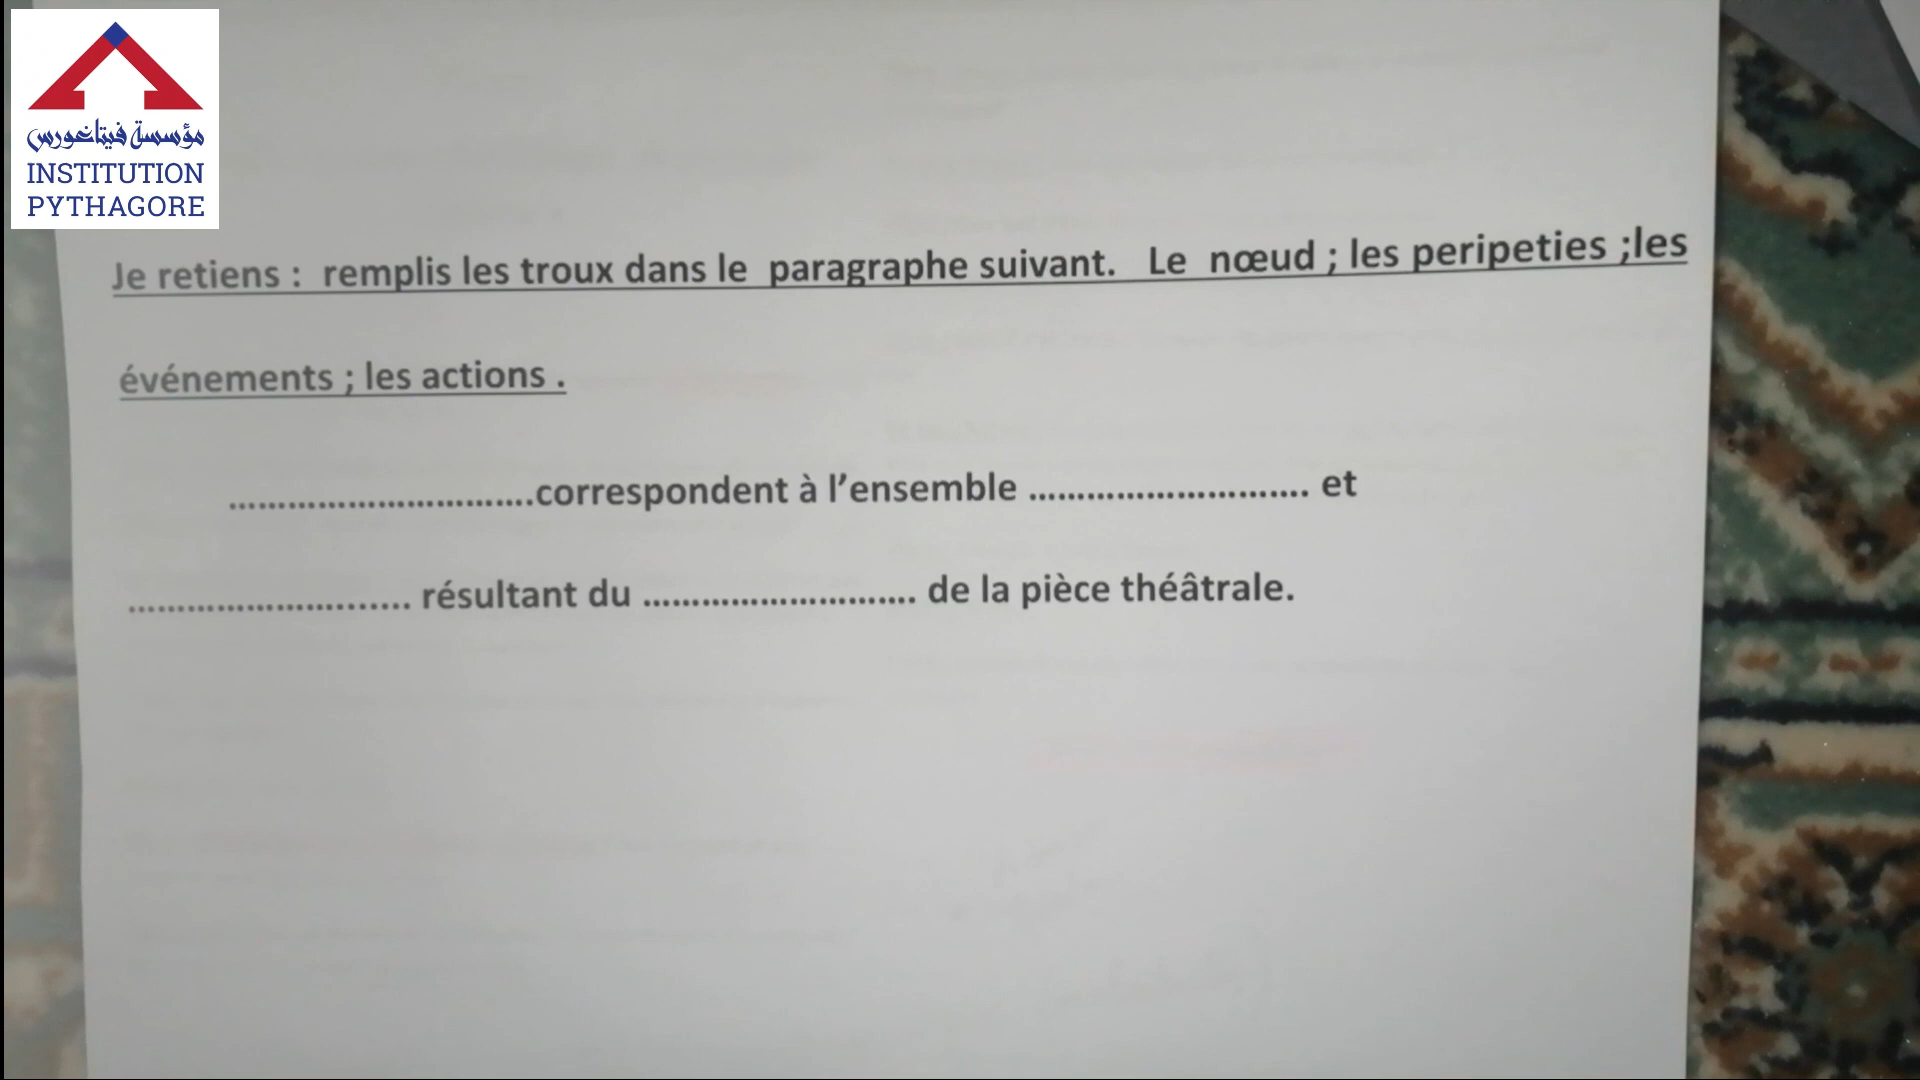 مؤسسة فيتاغورس
INSTITUTION
PYTHAGORE
Je retiens : remplis les troux dans le paragraphe suivant. Le nœud ; les peripeties ;les
événements ; les actions .
................................correspondent à l’ensemble ............................. et
............................. résultant du ............................ de la pièce théâtrale.